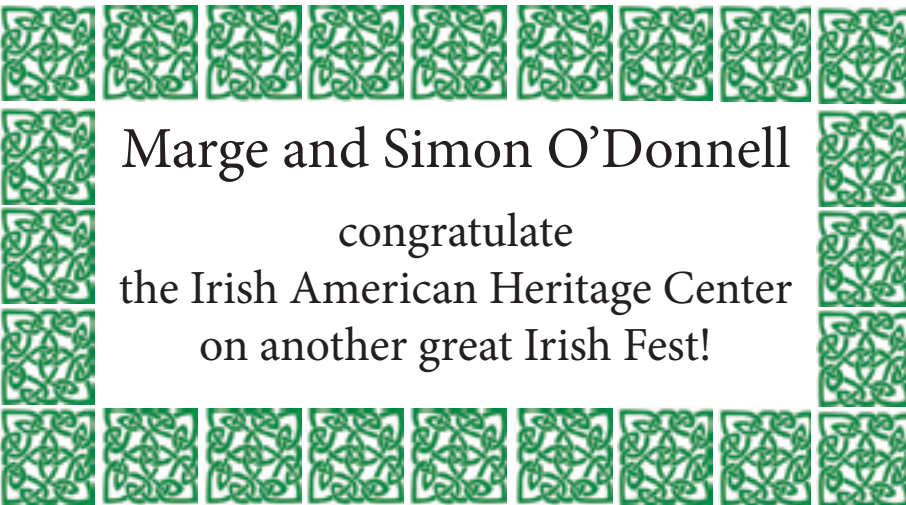 Marge and Simon O’Donnell
congratulate
the Irish American Heritage Center
on another great Irish Fest!